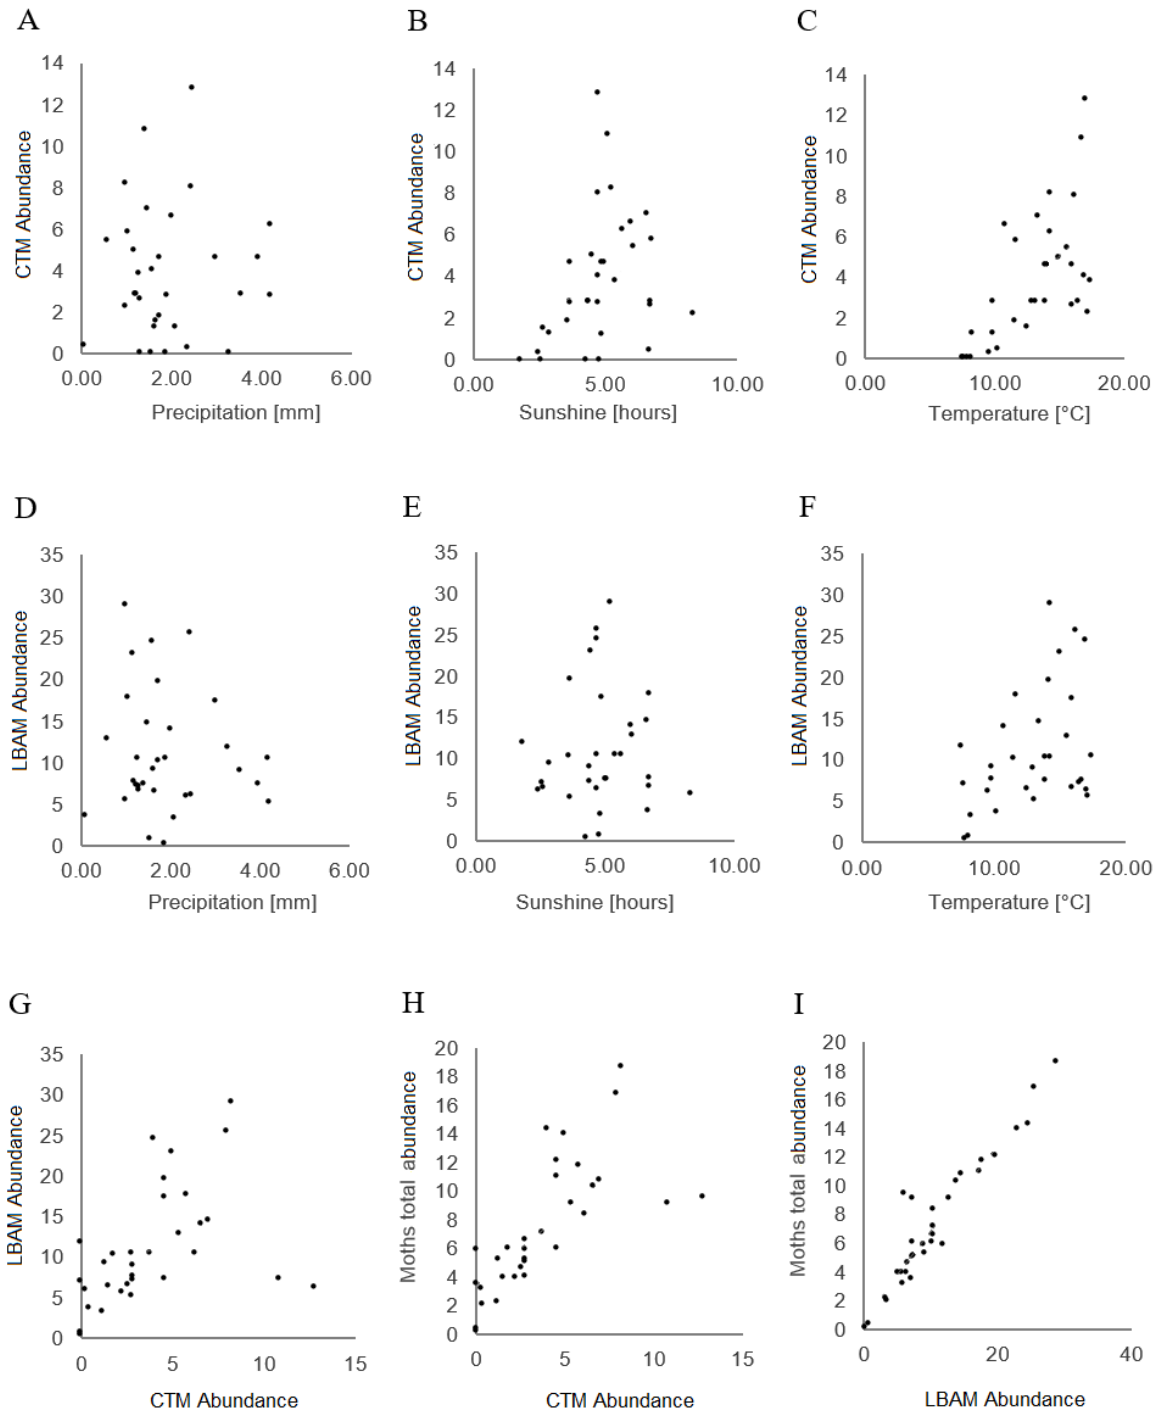 A
B
C
14
12
10
8
6
4
2
0
0.00 2.00 4.00 6.00
CTM Abundance
Precipitation [mm]
14
12
10
8
6
4
2
0
0.00 5.00 10.00
CTM Abundance
Sunshine [hours]
14
12
10
8
6
4
2
0
0.00 10.00 20.00
CTM Abundance
Temperature [°C]
D
E
F
35
30
25
20
15
10
5
0
0.00 2.00 4.00 6.00
LBAM Abundance
Precipitation [mm]
35
30
25
20
15
10
5
0
0.00 5.00 10.00
LBAM Abundance
Sunshine [hours]
35
30
25
20
15
10
5
0
0.00 10.00 20.00
LBAM Abundance
Temperature [°C]
G
H
I
35
30
25
20
15
10
5
0
0 5 10 15
LBAM Abundance
CTM Abundance
20
18
16
14
12
10
8
6
4
2
0
0 5 10 15
Moths total abundance
CTM Abundance
20
18
16
14
12
10
8
6
4
2
0
0 20 40
Moths total abundance
LBAM Abundance